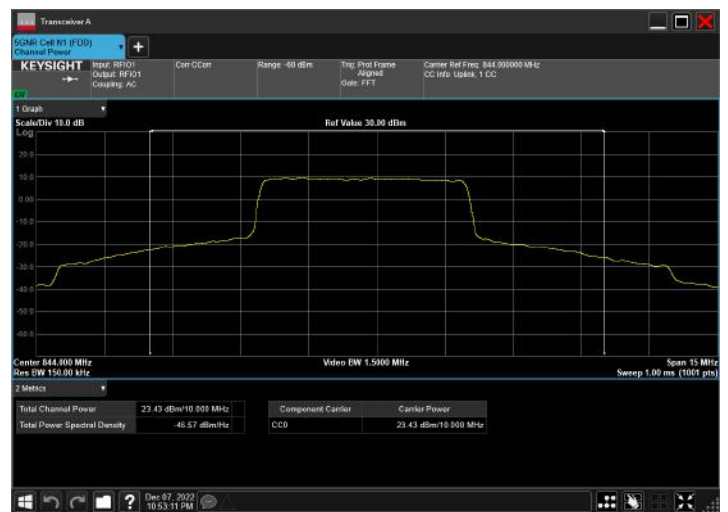 Transceiver A
5GNR Cell N1 (FDD)
Channel Power
+
KEYSIGHT Input: RFIO1 Corr CCorr Range: -60 dBm Trig: Prot Frame Carrier Ref Freq: 844.000000 MHz
Output: RFIO1 Aligned CC Info: Uplink, 1 CC
Coupling: AC Gate: FFT
1 Graph
Scale/Div 10.0 dB Ref Value 30.00 dBm
Log
20.0
10.0
0.00
-10.0
-20.0
-30.0
-40.0
-50.0
-60.0
Center 844.000 MHz Video BW 1.5000 MHz Span 15 MHz
Res BW 150.00 kHz Sweep 1.00 ms (1001 pts)
2 Metrics
Total Channel Power 23.43 dBm/10.000 MHz Component Carrier Carrier Power
Total Power Spectral Density -46.57 dBm/Hz CC0 23.43 dBm/10.000 MHz
? Dec 07, 2022
10:53:11 PM